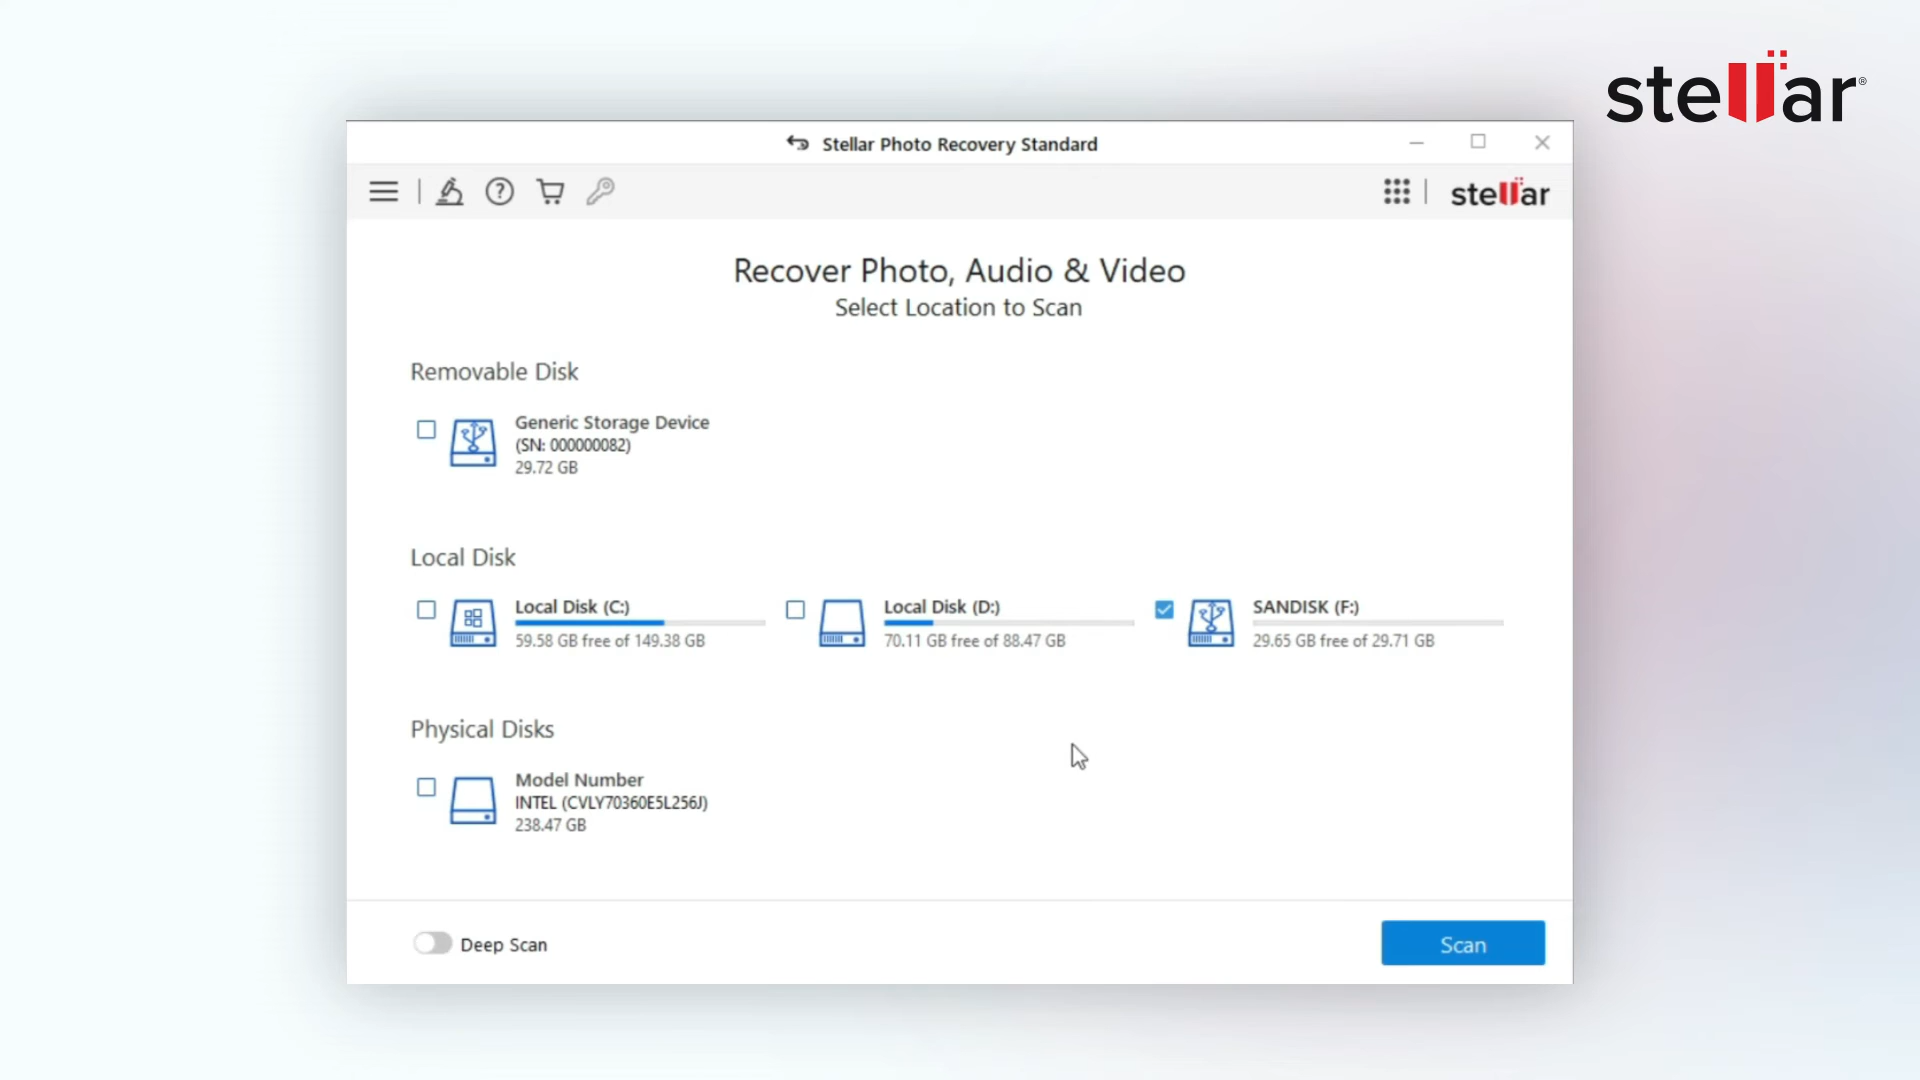 stellar®
Stellar Photo Recovery Standard
stellar
Recover Photo, Audio & Video
Select Location to Scan
Removable Disk
Generic Storage Device
(SN: 000000082)
29.72 GB
Local Disk
Local Disk (C:)
59.58 GB free of 149.38 GB
Local Disk (D:)
70.11 GB free of 88.47 GB
SANDISK (F:)
29.65 GB free of 29.71 GB
Physical Disks
Model Number
INTEL (CVLY70360E5L256J)
238.47 GB
Deep Scan
Scan